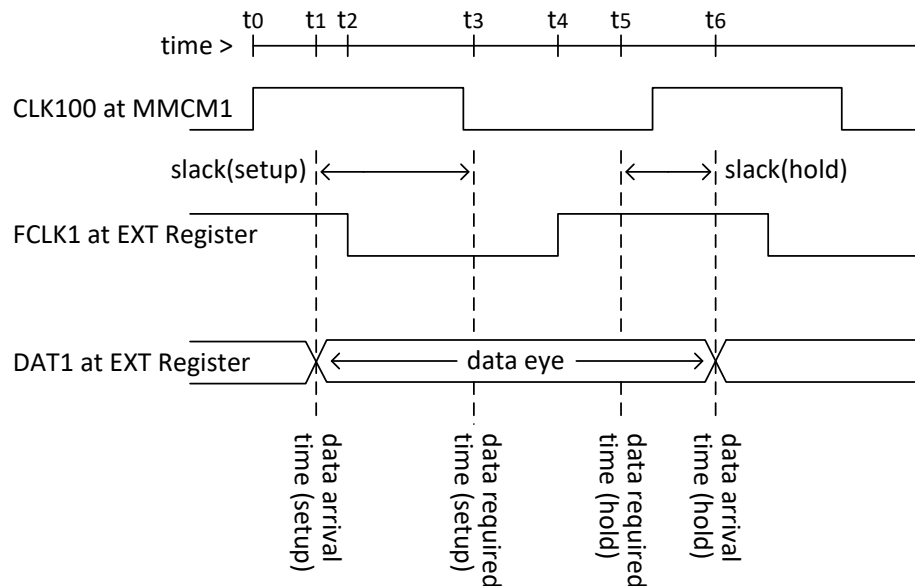 t0 t1 t2 t3 t4 t5 t6
time >
CLK100 at MMCM1
slack(setup) slack(hold)
FCLK1 at EXT Register
DAT1 at EXT Register data eye
data arrival
time (setup)
data required
time (setup)
data required
time (hold)
data arrival
time (hold)